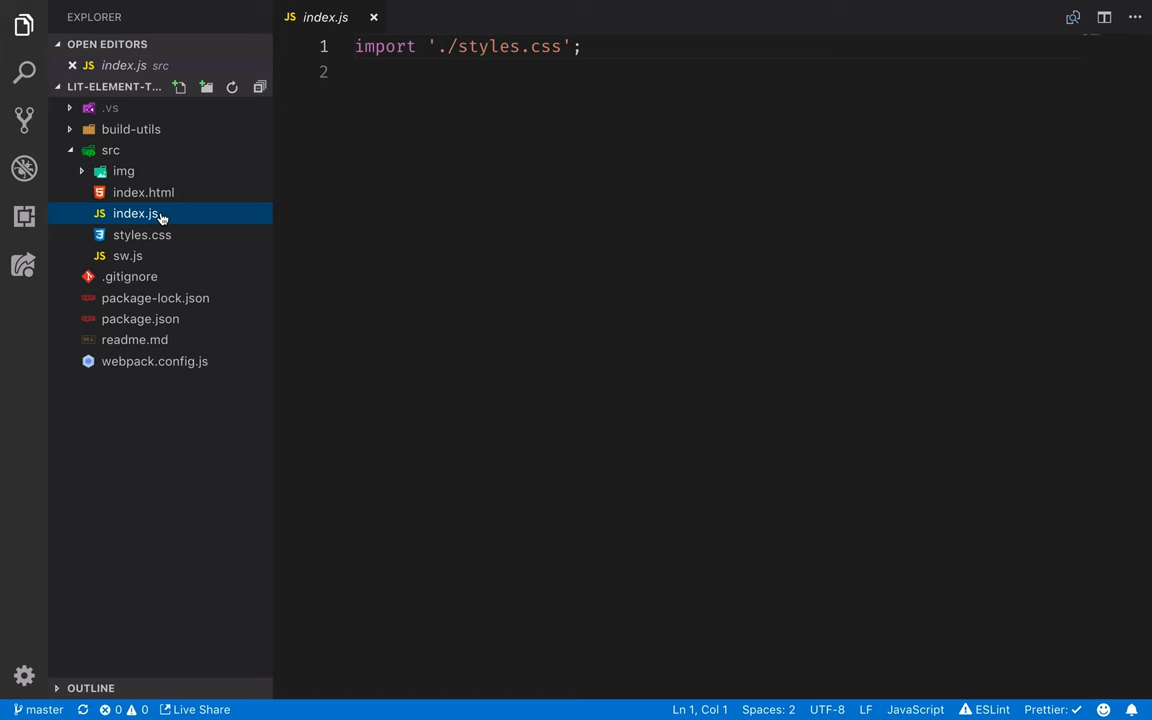 EXPLORER
JS index.js
OPEN EDITORS
JS index.js src
1 import './styles.css';
2
LIT-ELEMENT-T...
.vs
build-utils
src
img
index.html
JS index.js
styles.css
JS sw.js
.gitignore
package-lock.json
package.json
readme.md
webpack.config.js
OUTLINE
master 0 0 Live Share Ln 1, Col 1 Spaces: 2 UTF-8 LF JavaScript ESLint Prettier: ✓